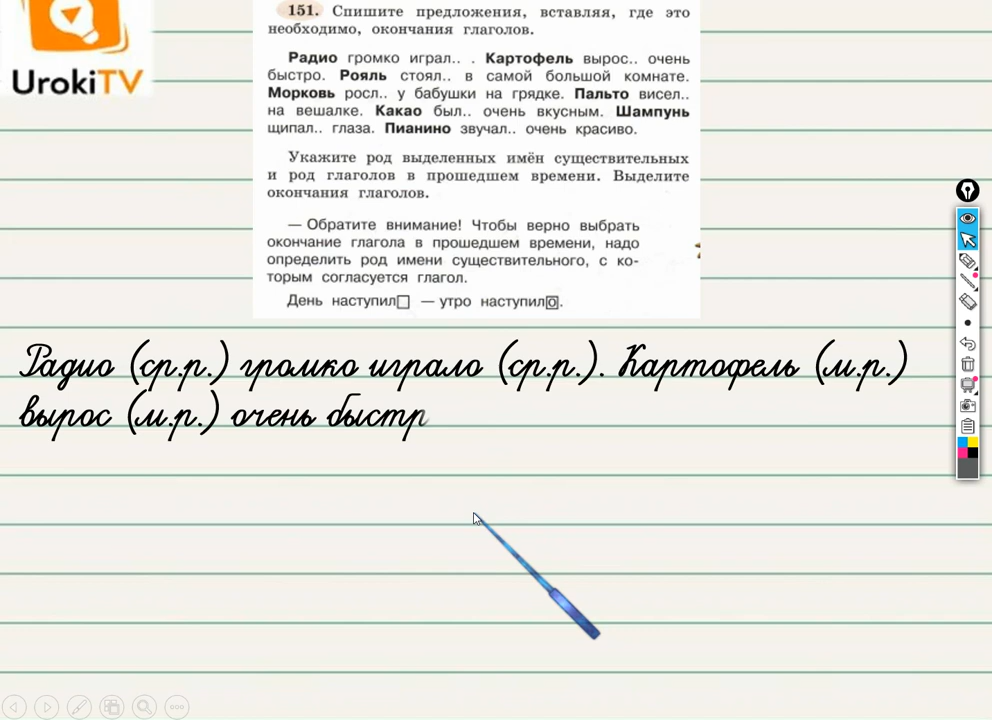 UrokiTV
151. Спишите предложения, вставляя, где это
необходимо, окончания глаголов.
Радио громко играл.. . Картофель вырос.. очень
быстро. Рояль стоял.. в самой большой комнате.
Морковь росл.. у бабушки на грядке. Пальто висел..
на вешалке. Какао был.. очень вкусным. Шампунь
щипал.. глаза. Пианино звучал.. очень красиво.
Укажите род выделенных имён существительных
и род глаголов в прошедшем времени. Выделите
окончания глаголов.
— Обратите внимание! Чтобы верно выбрать
окончание глагола в прошедшем времени, надо
определить род имени существительного, с ко-
торым согласуется глагол.
День наступил☐ — утро наступилo.
Радио (ср.р.) громко играло (ср.р.). Картофель (м.р.)
вырос (м.р.) очень быстр